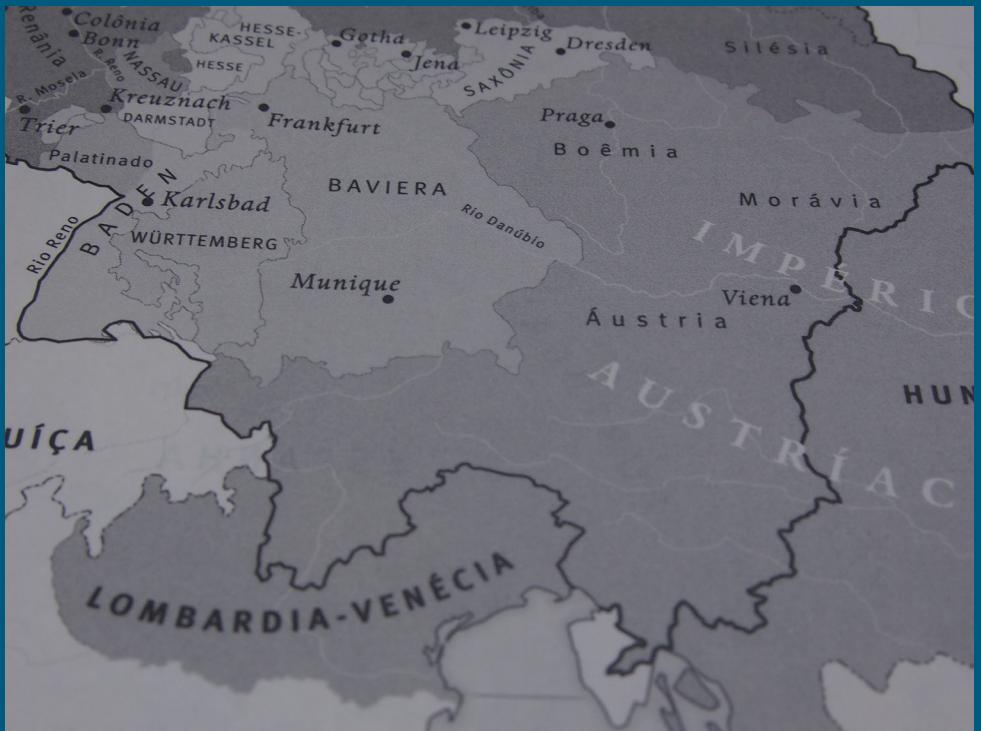 Colônia
Bonn
Renânia
R. Reno
NASSAU
R. Mosela
HESSE-
KASSEL
HESSE
Gotha
Jena
Leipzig
Dresden
SAXÔNIA
Silésia
Kreuznach
DARMSTADT
Trier
Frankfurt
Praga
Boêmia
Palatinado
BADEN
Karlsbad
BAVIERA
Morávia
Rio Reno
WÜRTTEMBERG
Rio Danúbio
IMPÉRIO
Munique
Viena
Áustria
AUSTRÍAC
HUN
UÍÇA
LOMBARDIA-VENÉCIA